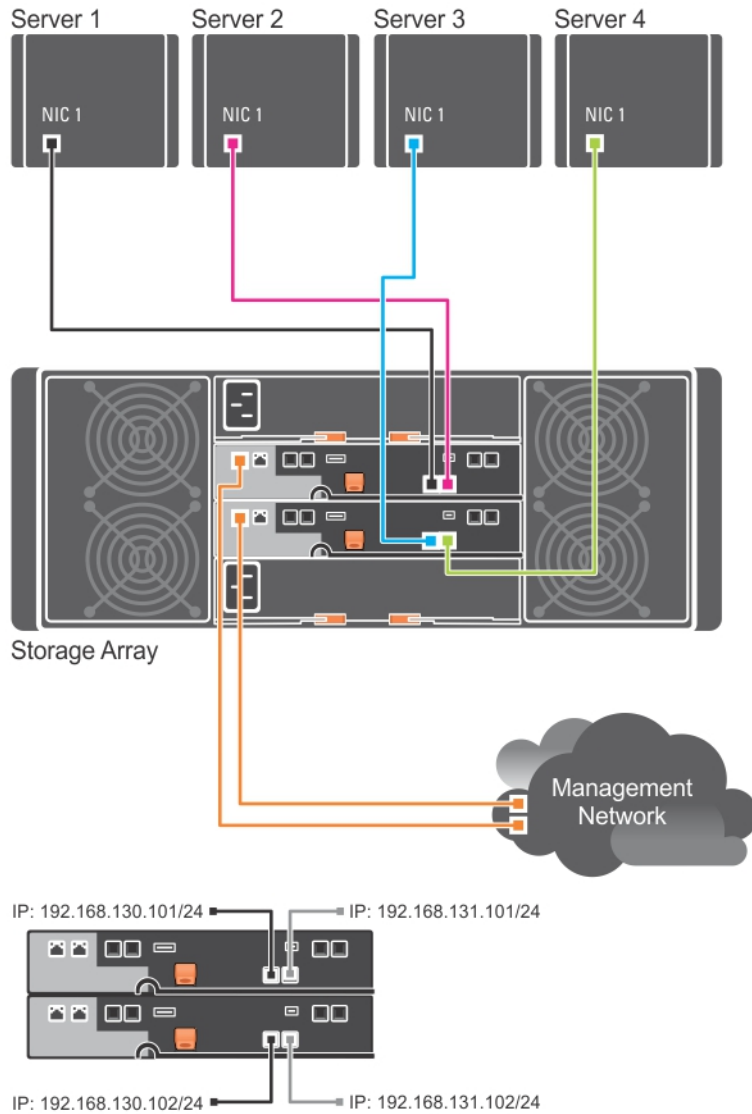 Server 1
Server 2
Server 3
Server 4
NIC 1
NIC 1
NIC 1
NIC 1
Storage Array
Management
Network
IP: 192.168.130.101/24
IP: 192.168.131.101/24
IP: 192.168.130.102/24
IP: 192.168.131.102/24